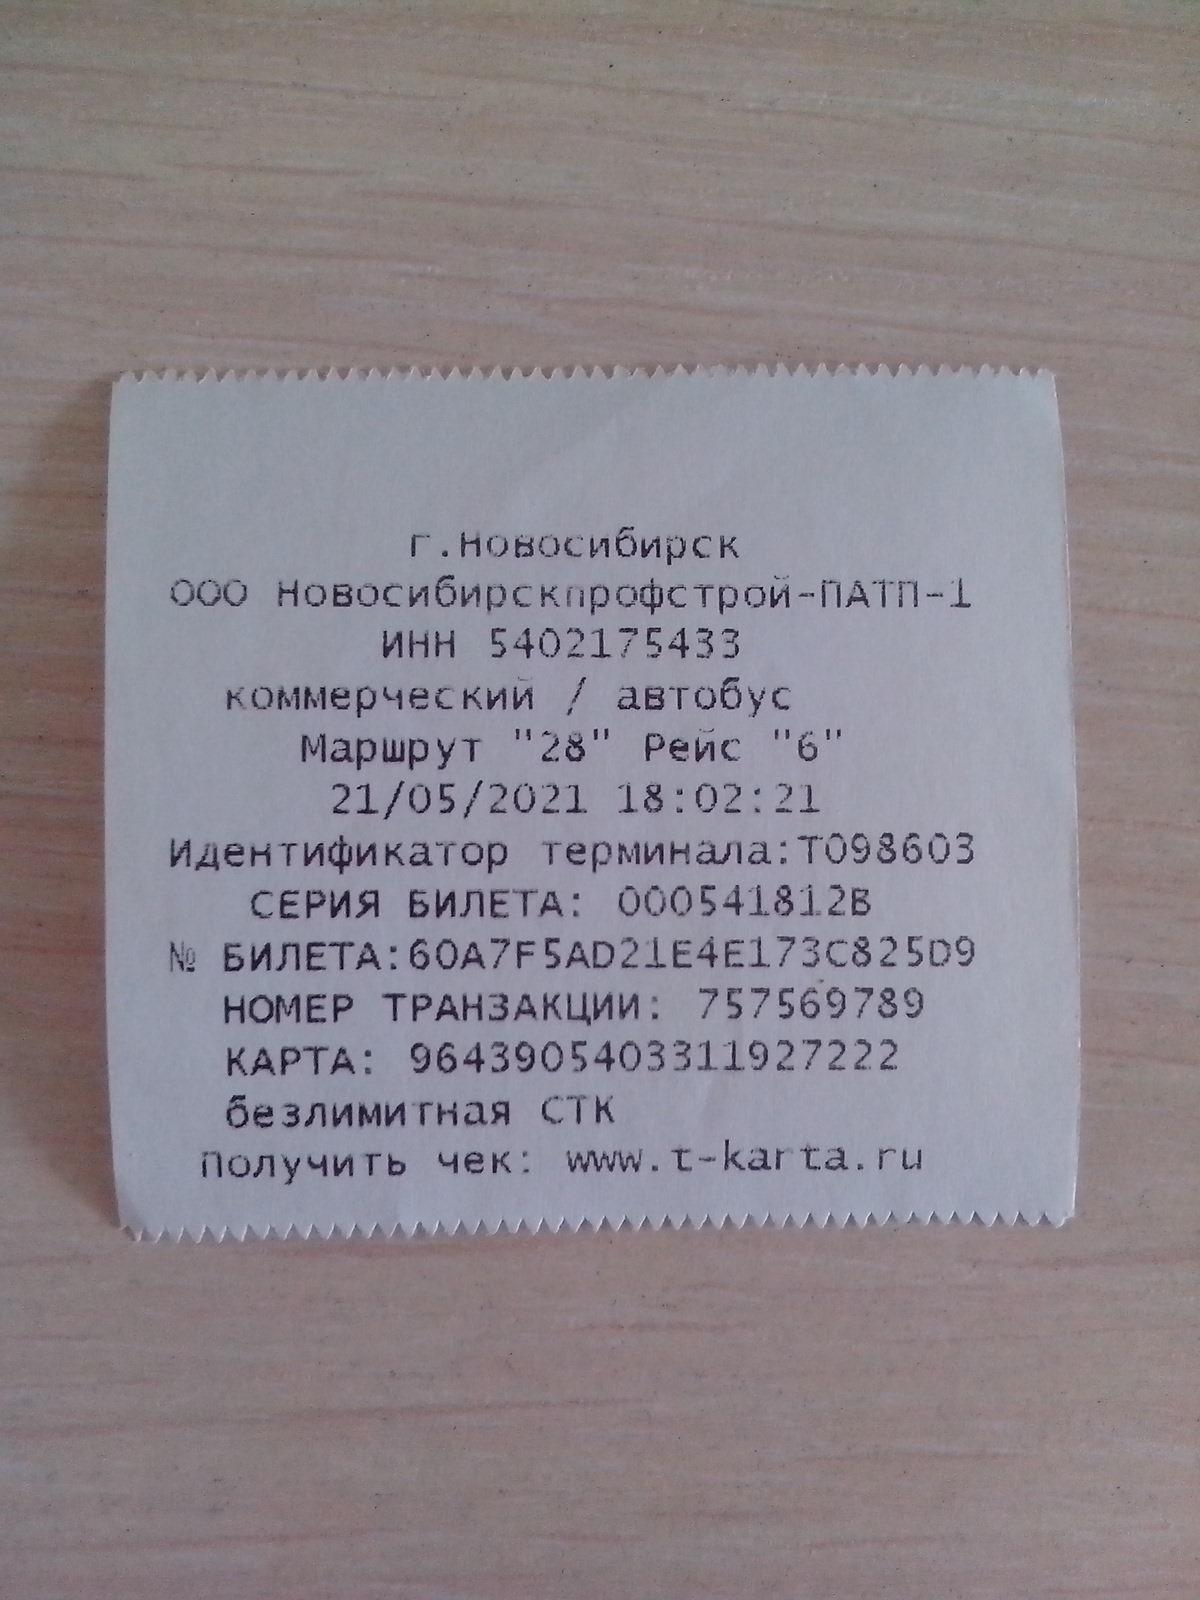 г.Новосибирск
ООО Новосибирскпрофстрой-ПАТП-1
ИНН 5402175433
коммерческий / автобус
Маршрут "28" Рейс "6"
21/05/2021 18:02:21
Идентификатор терминала:Т098603
СЕРИЯ БИЛЕТА: 000541812В
№ БИЛЕТА:60A7F5AD21E4E173C825D9
НОМЕР ТРАНЗАКЦИИ: 757569789
КАРТА: 9643905403311927222
безлимитная СТК
Получить чек: www.t-karta.ru